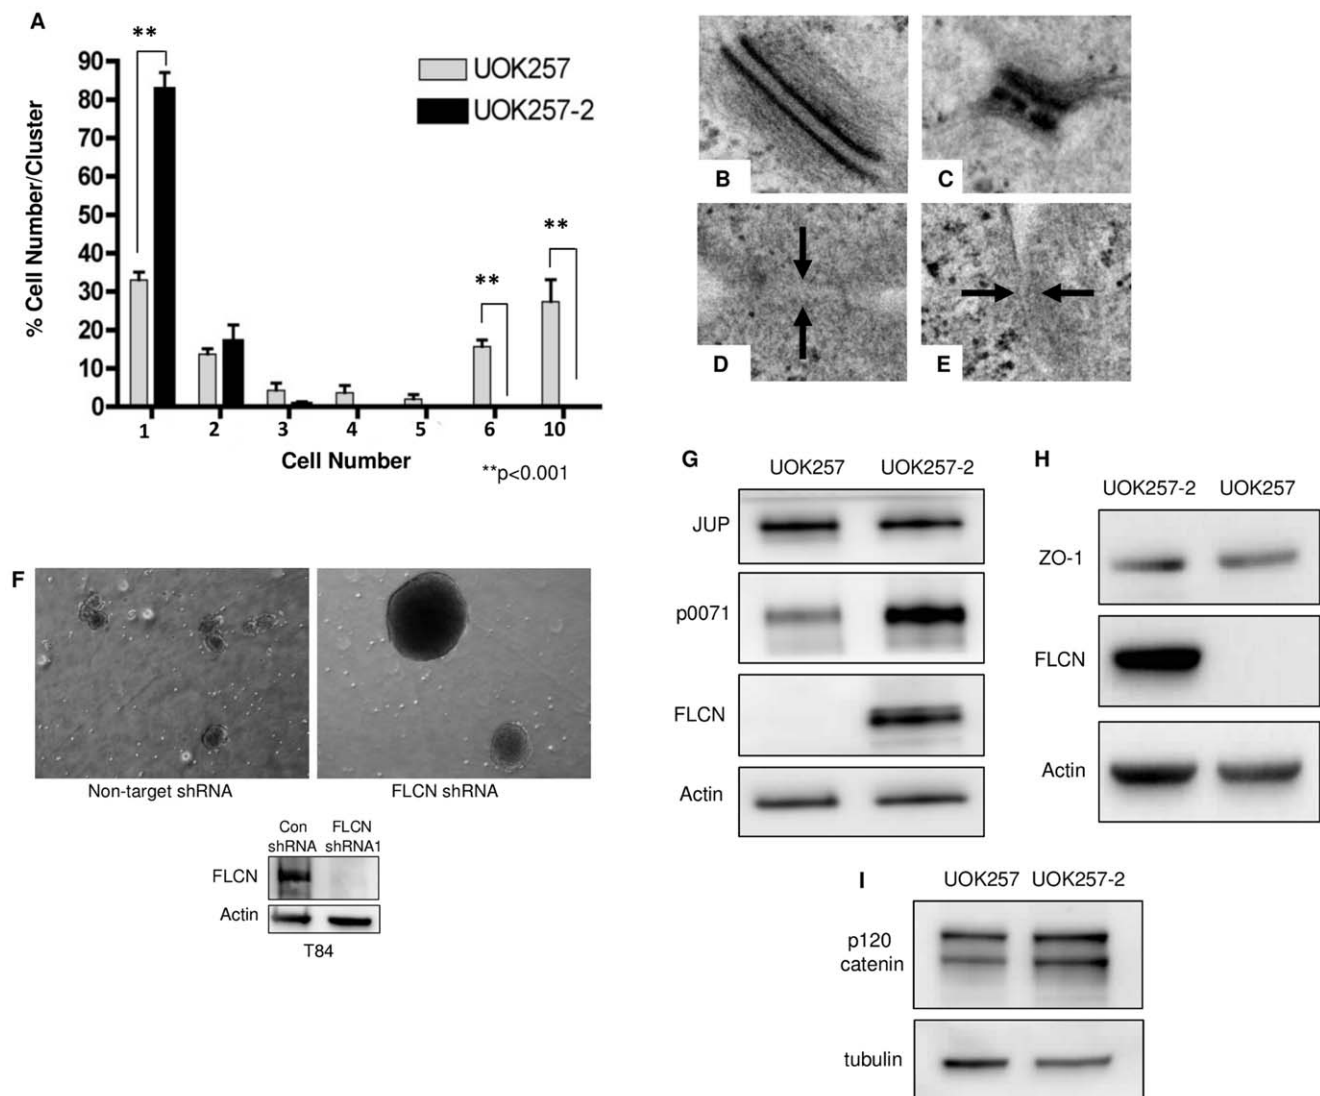 A
**
90
80
70
60
50
40
30
20
10
0
% Cell Number/Cluster
UOK257
UOK257-2
**
**
1 2 3 4 5 6 10
Cell Number
**p<0.001
B
C
D
E
F
Non-target shRNA
FLCN shRNA
Con shRNA
FLCN shRNA1
FLCN
Actin
T84
G
UOK257 UOK257-2
JUP
p0071
FLCN
Actin
H
UOK257-2 UOK257
ZO-1
FLCN
Actin
I
UOK257 UOK257-2
p120
catenin
tubulin